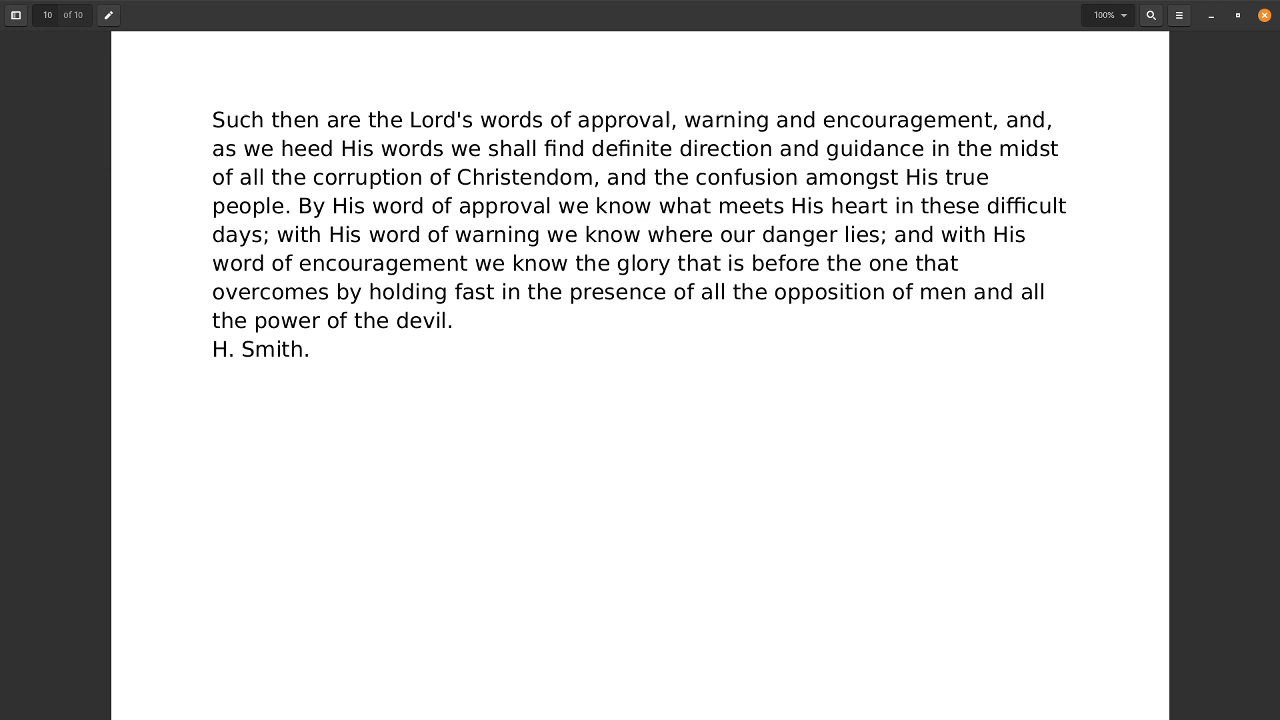 10 of 10
100%
Such then are the Lord's words of approval, warning and encouragement, and,
as we heed His words we shall find definite direction and guidance in the midst
of all the corruption of Christendom, and the confusion amongst His true
people. By His word of approval we know what meets His heart in these difficult
days; with His word of warning we know where our danger lies; and with His
word of encouragement we know the glory that is before the one that
overcomes by holding fast in the presence of all the opposition of men and all
the power of the devil.
H. Smith.